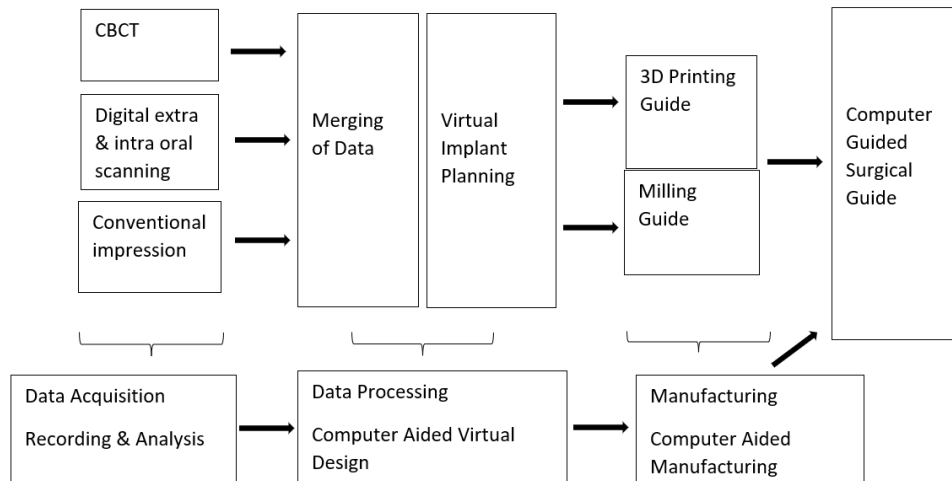 CBCT
Digital extra
& intra oral
scanning
Conventional
impression
Merging
of Data
Virtual
Implant
Planning
3D Printing
Guide
Milling
Guide
Computer
Guided
Surgical
Guide
Data Acquisition
Recording & Analysis
Data Processing
Computer Aided Virtual
Design
Manufacturing
Computer Aided
Manufacturing